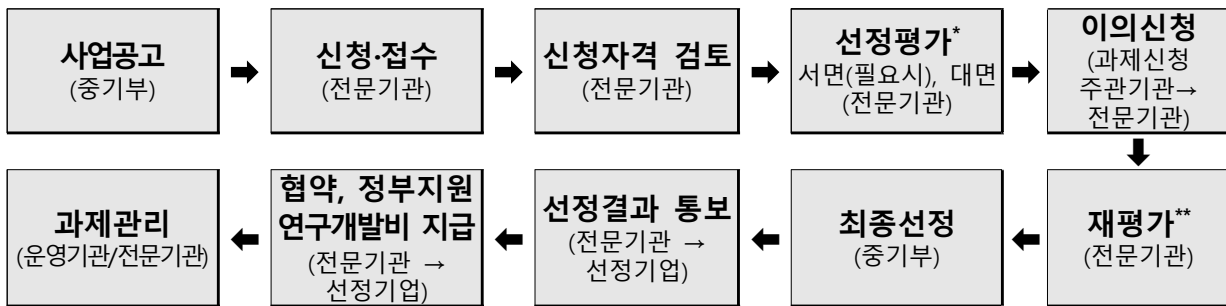 사업공고
(중기부)
신청·접수
(전문기관)
신청자격 검토
(전문기관)
선정평가*
서면(필요시), 대면
(전문기관)
이의신청
(과제신청
주관기관→
전문기관)
재평가**
(전문기관)
최종선정
(중기부)
선정결과 통보
(전문기관 →
선정기업)
협약, 정부지원
연구개발비 지급
(전문기관 →
선정기업)
과제관리
(운영기관/전문기관)